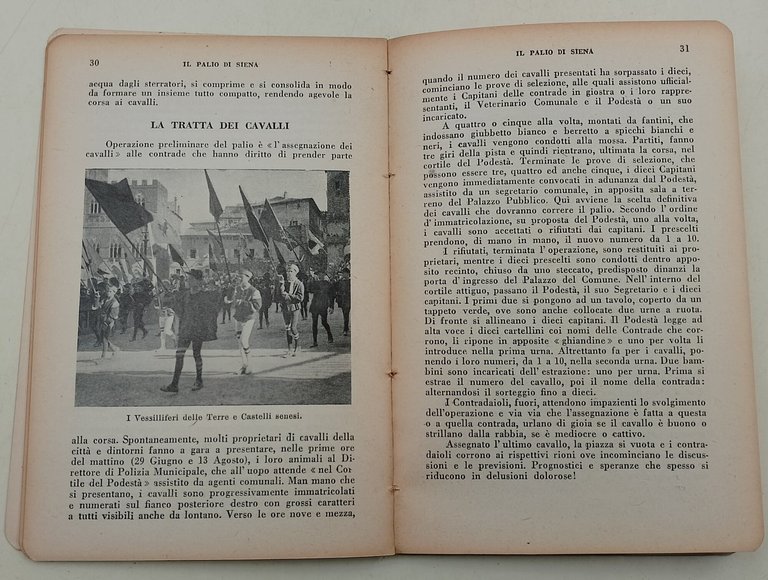 30
IL PALIO DI SIENA
acqua dagli sterratori, si comprime e si consolida in modo
da formare un insieme tutto compatto, rendendo agevole la
corsa ai cavalli.
LA TRATTA DEI CAVALLI
Operazione preliminare del palio è « l' assegnazione dei
cavalli » alle contrade che hanno diritto di prender parte
I Vessilliferi delle Terre e Castelli senesi.
alla corsa. Spontaneamente, molti proprietari di cavalli della
città e dintorni fanno a gara a presentare, nelle prime ore
del mattino (29 Giugno e 13 Agosto), i loro animali al Di-
rettore di Polizia Municipale, che all' uopo attende « nel Cor-
tile del Podestà » assistito da agenti comunali. Man mano che
si presentano, i cavalli sono progressivamente immatricolati
e numerati sul fianco posteriore destro con grossi caratteri
a tutti visibili anche da lontano. Verso le ore nove e mezza,
IL PALIO DI SIENA
31
quando il numero dei cavalli presentati ha sorpassato i dieci,
cominciano le prove di selezione, alle quali assistono ufficial-
mente i Capitani delle contrade in giostra o i loro rappre-
sentanti, il Veterinario Comunale e il Podestà o un suo
incaricato.
A quattro o cinque alla volta, montati da fantini, che
indossano giubbetto bianco e berretto a spicchi bianchi e
neri, i cavalli vengono condotti alla mossa. Partiti, fanno
tre giri della pista e quindi rientrano, ultimata la corsa, nel
cortile del Podestà. Terminate le prove di selezione, che
possono essere tre, quattro ed anche cinque, i dieci Capitani
vengono immediatamente convocati in adunanza dal Podestà,
assistito da un segretario comunale, in apposita sala a ter-
reno del Palazzo Pubblico. Qui avviene la scelta definitiva
dei cavalli che dovranno correre il palio. Secondo l' ordine
d' immatricolazione, su proposta del Podestà, uno alla volta,
i cavalli sono accettati o rifiutati dai capitani. I prescelti
prendono, di mano in mano, il nuovo numero da 1 a 10.
I rifiutati, terminata l' operazione, sono restituiti ai pro-
prietari, mentre i dieci prescelti sono condotti dentro appo-
sito recinto, chiuso da uno steccato, predisposto dinanzi la
porta d' ingresso del Palazzo del Comune. Nell' interno del
cortile attiguo, passano il Podestà, il suo Segretario e i dieci
capitani. I primi due si pongono ad un tavolo, coperto da un
tappeto verde, ove sono anche collocate due urne a ruota.
Di fronte si allineano i dieci capitani. Il Podestà legge ad
alta voce i dieci cartellini coi nomi delle Contrade che cor-
rono, li ripone in apposite « ghiandine » e uno per volta li
introduce nella prima urna. Altrettanto fa per i cavalli, po-
nendo i loro numeri, da 1 a 10, nella seconda urna. Due bam-
bini sono incaricati dell' estrazione: uno per urna. Prima si
estrae il numero del cavallo, poi il nome della contrada:
alternandosi il sorteggio fino a dieci.
I Contradaioli, fuori, attendono impazienti lo svolgimento
dell'operazione e via via che l'assegnazione è fatta a questa
o a quella contrada, urlano di gioia se il cavallo è buono o
strillano dalla rabbia, se è mediocre o cattivo.
Assegnato l' ultimo cavallo, la piazza si vuota e i contra-
daioli corrono ai rispettivi rioni ove incominciano le discus-
sioni e le previsioni. Prognostici e speranze che spesso si
riducono in delusioni dolorose!